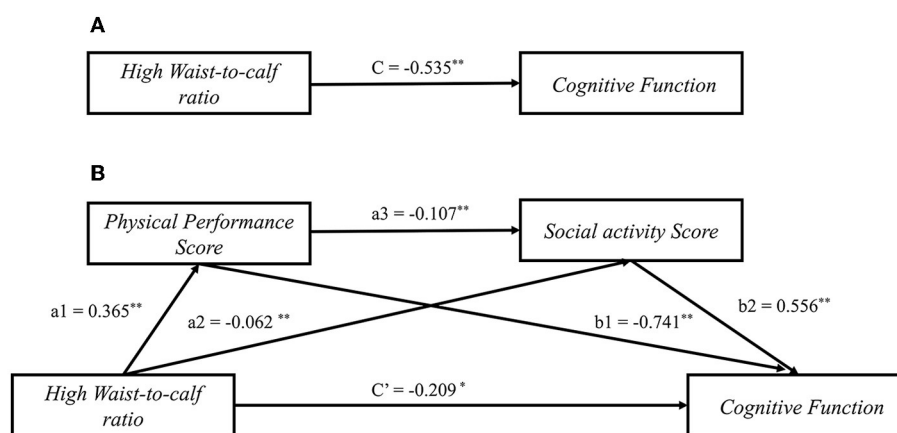 A
High Waist-to-calf
ratio
C = -0.535**
Cognitive Function
B
Physical Performance
Score
a3 = -0.107**
Social activity Score
a1 = 0.365**
a2 = -0.062 **
b1 = -0.741**
b2 = 0.556**
High Waist-to-calf
ratio
C’ = -0.209 *
Cognitive Function